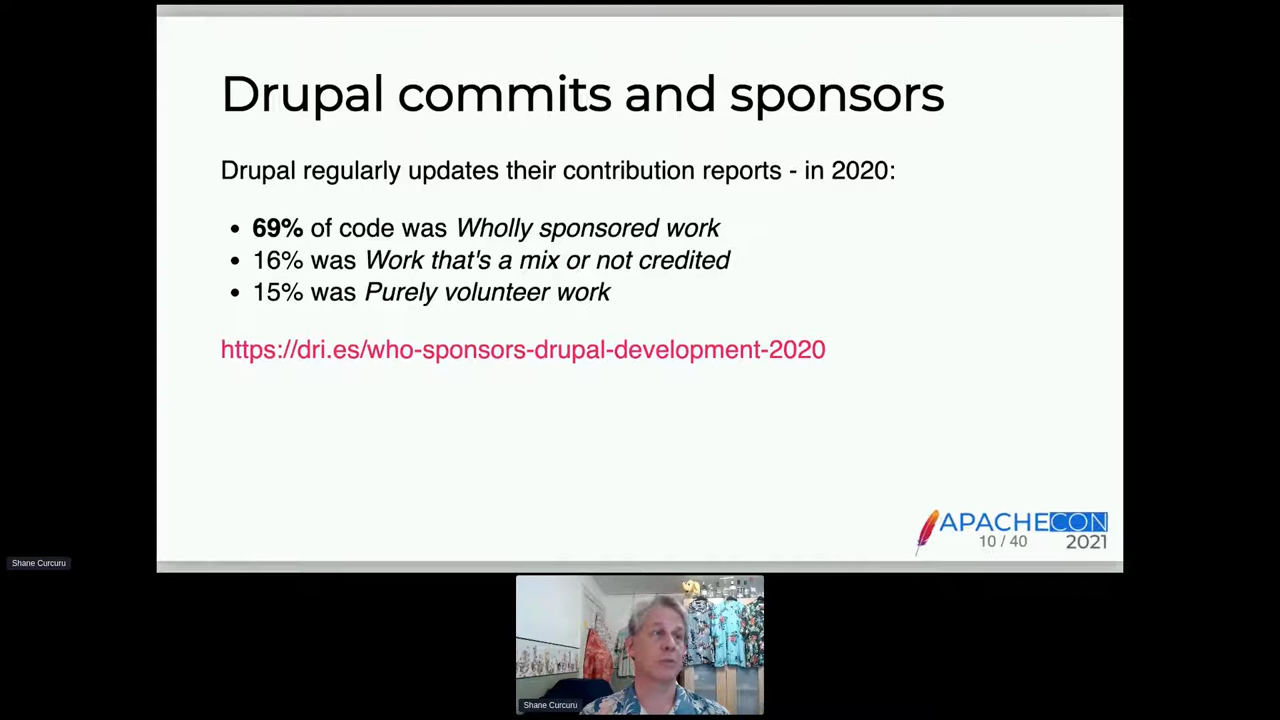 Drupal commits and sponsors
Drupal regularly updates their contribution reports - in 2020:
• 69% of code was Wholly sponsored work
• 16% was Work that's a mix or not credited
• 15% was Purely volunteer work
https://dri.es/who-sponsors-drupal-development-2020
APACHECON
10 / 40
2021
Shane Curcuru
Shane Curcuru